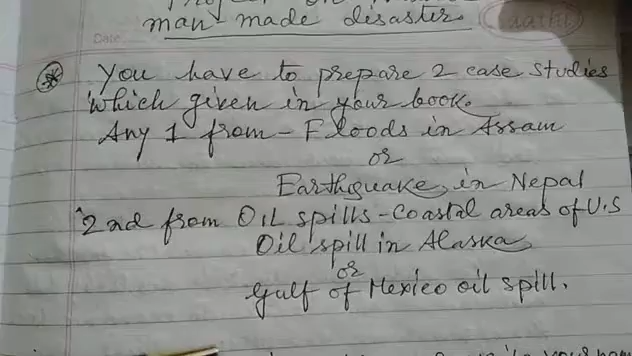 man made disaster.
Date
You have to prepare 2 case studies
which given in your book.
Any 1 from - Floods in Assam
or
Earthquake, in Nepal
2nd from OIL spills - Coastal areas of U.S
Oil spill in Alaska
or
Gulf of Mexico oil spill.